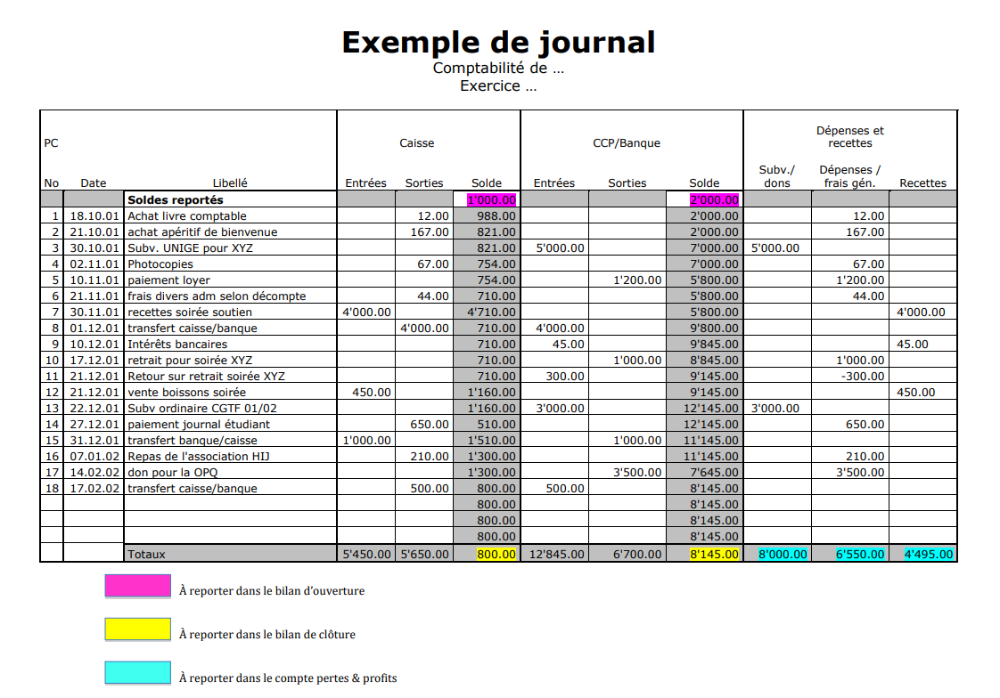 Exemple de journal
Comptabilité de ...
Exercice ...
PC Caisse CCP/Banque Dépenses et recettes
No Date Libellé Entrées Sorties Solde Entrées Sorties Solde Subv./ dons Dépenses / frais gén. Recettes
Soldes reportés 1'000.00 2'000.00
1 18.10.01 Achat livre comptable 12.00 988.00 2'000.00 12.00
2 21.10.01 achat apéritif de bienvenue 167.00 821.00 2'000.00 167.00
3 30.10.01 Subv. UNIGE pour XYZ 821.00 5'000.00 7'000.00 5'000.00
4 02.11.01 Photocopies 67.00 754.00 7'000.00 67.00
5 10.11.01 paiement loyer 754.00 1'200.00 5'800.00 1'200.00
6 21.11.01 frais divers adm selon décompte 44.00 710.00 5'800.00 44.00
7 30.11.01 recettes soirée soutien 4'000.00 4'710.00 5'800.00 4'000.00
8 01.12.01 transfert caisse/banque 4'000.00 710.00 4'000.00 9'800.00
9 10.12.01 Intérêts bancaires 710.00 45.00 9'845.00 45.00
10 17.12.01 retrait pour soirée XYZ 710.00 1'000.00 8'845.00 1'000.00
11 21.12.01 Retour sur retrait soirée XYZ 710.00 300.00 9'145.00 -300.00
12 21.12.01 vente boissons soirée 450.00 1'160.00 9'145.00 450.00
13 22.12.01 Subv ordinaire CGTF 01/02 1'160.00 3'000.00 12'145.00 3'000.00
14 27.12.01 paiement journal étudiant 650.00 510.00 12'145.00 650.00
15 31.12.01 transfert banque/caisse 1'000.00 1'510.00 1'000.00 11'145.00
16 07.01.02 Repas de l'association HIJ 210.00 1'300.00 11'145.00 210.00
17 14.02.02 don pour la OPQ 1'300.00 3'500.00 7'645.00 3'500.00
18 17.02.02 transfert caisse/banque 500.00 800.00 500.00 8'145.00
800.00 8'145.00
800.00 8'145.00
800.00 8'145.00
Totaux 5'450.00 5'650.00 800.00 12'845.00 6'700.00 8'145.00 8'000.00 6'550.00 4'495.00
À reporter dans le bilan d'ouverture
À reporter dans le bilan de clôture
À reporter dans le compte pertes & profits